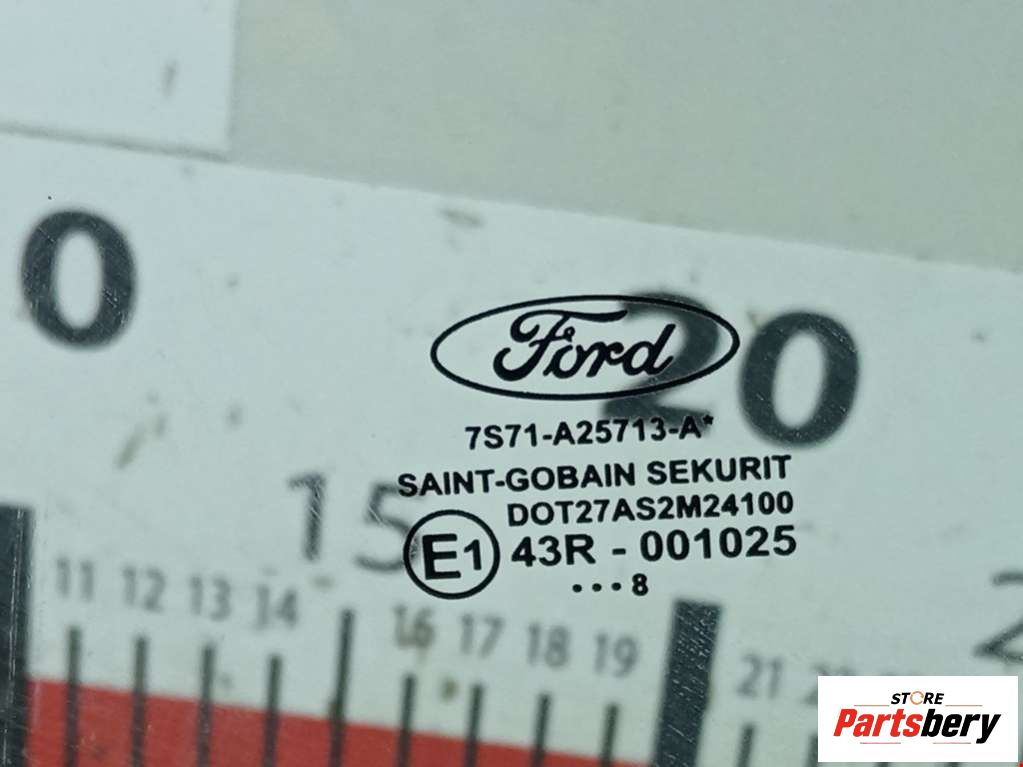 0
20
Ford
7S71-A25713-A*
SAINT-GOBAIN SEKURIT
15
DOT27AS2M24100
E1 43R - 001025
•••8
11 12 13 14 16 17 18 19 21
STORE
Partsbery